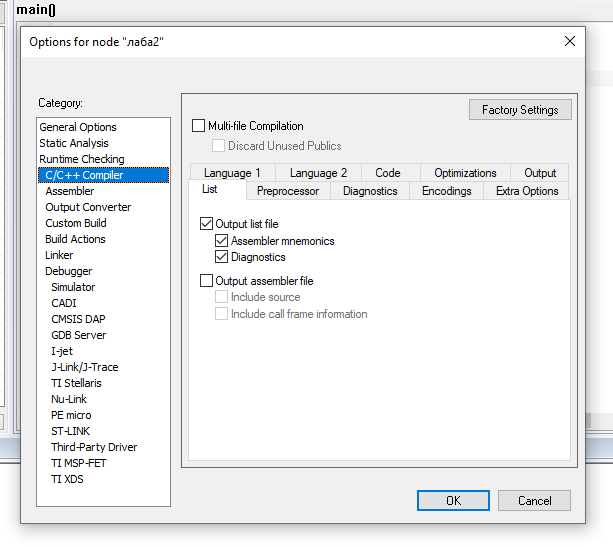 main()
Options for node "лаба2"
Category:
General Options
Static Analysis
Runtime Checking
C/C++ Compiler
Assembler
Output Converter
Custom Build
Build Actions
Linker
Debugger
Simulator
CADI
CMSIS DAP
GDB Server
I-jet
J-Link/J-Trace
TI Stellaris
Nu-Link
PE micro
ST-LINK
Third-Party Driver
TI MSP-FET
TI XDS
Factory Settings
Multi-file Compilation
Discard Unused Publics
Language 1 Language 2 Code Optimizations Output
List Preprocessor Diagnostics Encodings Extra Options
Output list file
Assembler mnemonics
Diagnostics
Output assembler file
Include source
Include call frame information
OK Cancel